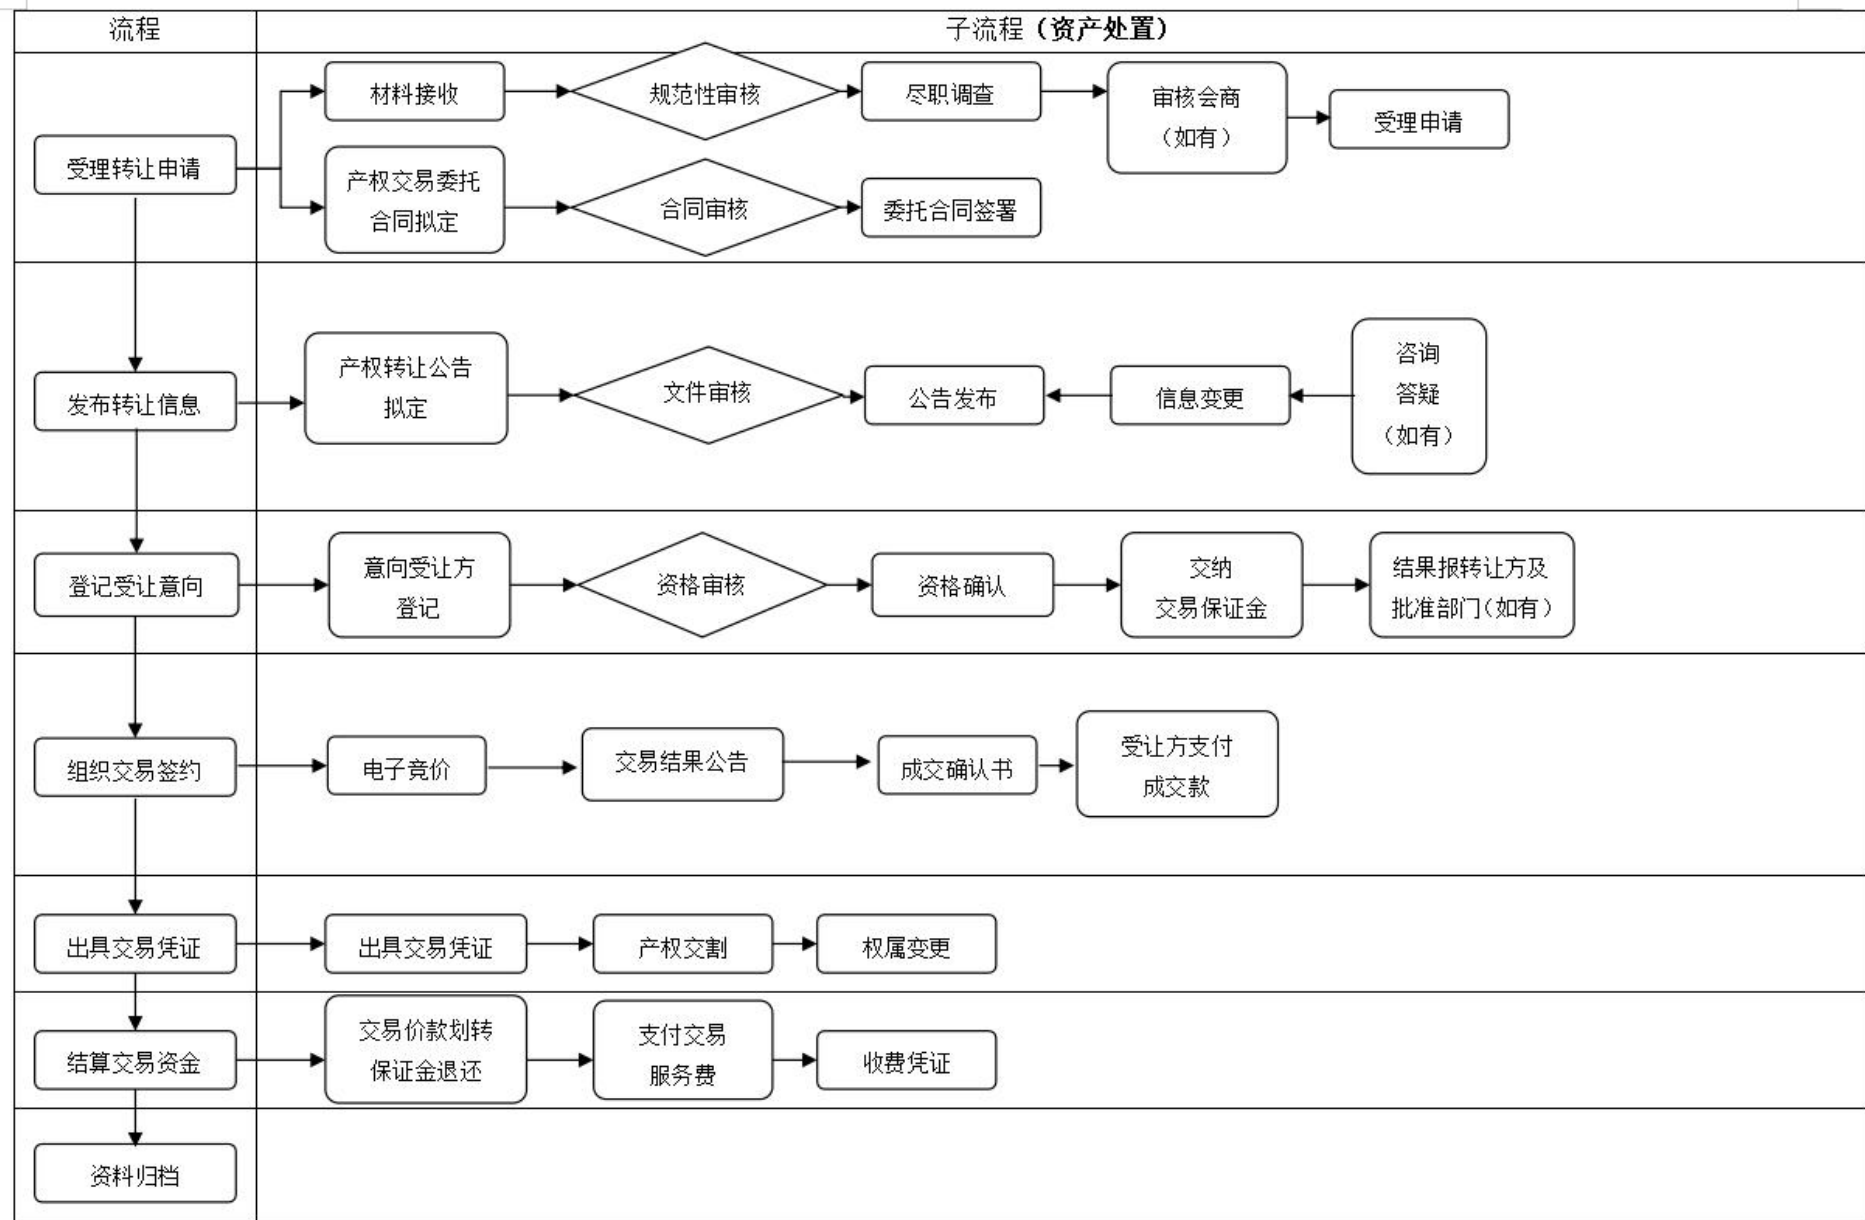 流程
子流程（资产处置）
受理转让申请
材料接收
规范性审核
尽职调查
审核会商
（如有）
受理申请
产权交易委托
合同拟定
合同审核
委托合同签署
发布转让信息
产权转让公告
拟定
文件审核
公告发布
信息变更
咨询
答疑
（如有）
登记受让意向
意向受让方
登记
资格审核
资格确认
交纳
交易保证金
结果报转让方及
批准部门（如有）
组织交易签约
电子竞价
交易结果公告
成交确认书
受让方支付
成交款
出具交易凭证
出具交易凭证
产权交割
权属变更
结算交易资金
交易价款划转
保证金退还
支付交易
服务费
收费凭证
资料归档